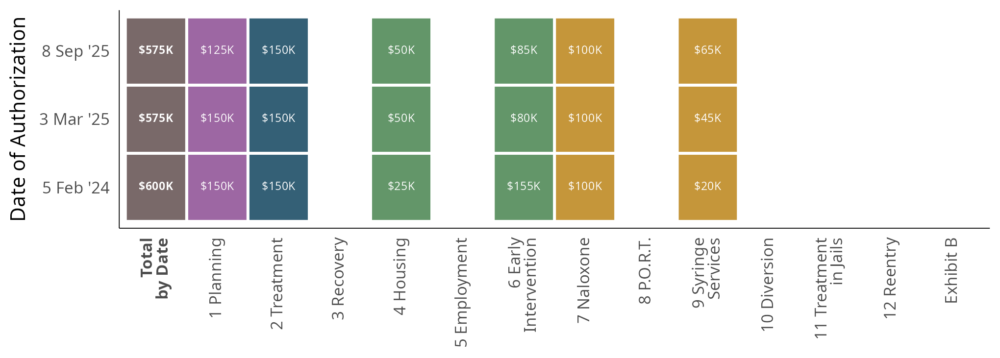 Date of Authorization
8 Sep '25 $575K $125K $150K $50K $85K $100K $65K
3 Mar '25 $575K $150K $150K $50K $80K $100K $45K
5 Feb '24 $600K $150K $150K $25K $155K $100K $20K
Total
by Date
1 Planning
2 Treatment
3 Recovery
4 Housing
5 Employment
6 Early
Intervention
7 Naloxone
8 P.O.R.T.
9 Syringe
Services
10 Diversion
11 Treatment
in Jails
12 Reentry
Exhibit B